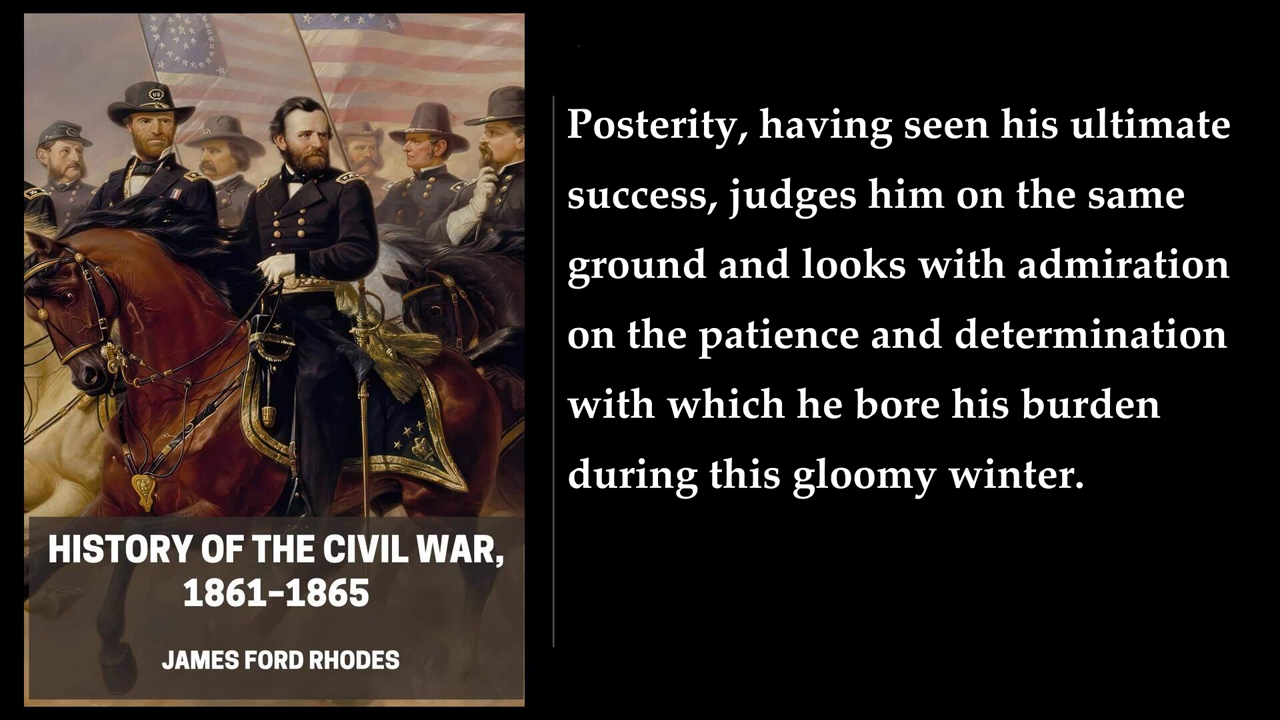 HISTORY OF THE CIVIL WAR,
1861–1865
JAMES FORD RHODES
Posterity, having seen his ultimate
success, judges him on the same
ground and looks with admiration
on the patience and determination
with which he bore his burden
during this gloomy winter.